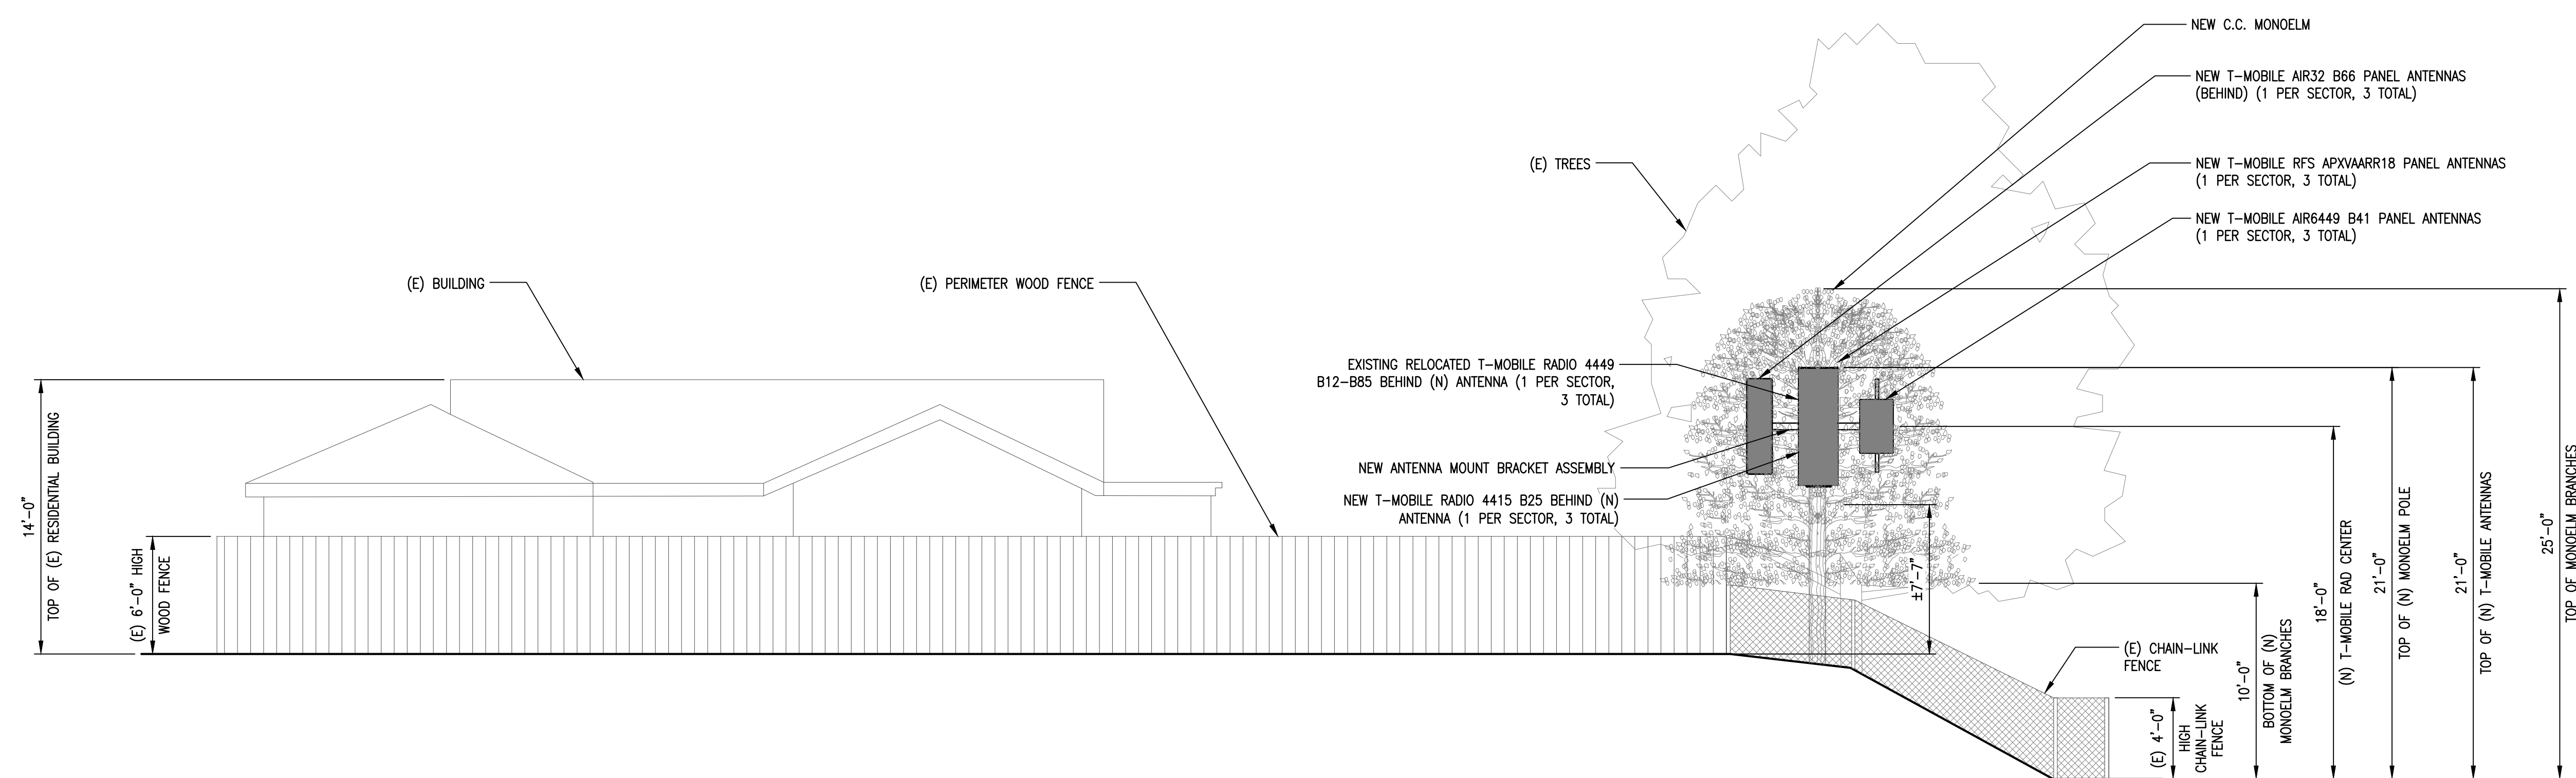 NEW C.C. MONOELM
NEW T-MOBILE AIR32 B66 PANEL ANTENNAS
(BEHIND) (1 PER SECTOR, 3 TOTAL)
(E) TREES
NEW T-MOBILE RFS APXVAARR18 PANEL ANTENNAS
(1 PER SECTOR, 3 TOTAL)
NEW T-MOBILE AIR6449 B41 PANEL ANTENNAS
(1 PER SECTOR, 3 TOTAL)
(E) BUILDING
(E) PERIMETER WOOD FENCE
EXISTING RELOCATED T-MOBILE RADIO 4449
B12-B85 BEHIND (N) ANTENNA (1 PER SECTOR,
3 TOTAL)
NEW ANTENNA MOUNT BRACKET ASSEMBLY
NEW T-MOBILE RADIO 4415 B25 BEHIND (N)
ANTENNA (1 PER SECTOR, 3 TOTAL)
14'-0"
TOP OF (E) RESIDENTIAL BUILDING
(E) 6'-0" HIGH
WOOD FENCE
±7'-7"
(E) CHAIN-LINK
FENCE
(E) 4'-0"
HIGH
CHAIN-LINK
FENCE
10'-0"
BOTTOM OF (N)
MONOELM BRANCHES
18'-0"
(N) T-MOBILE RAD CENTER
21'-0"
TOP OF (N) MONOELM POLE
21'-0"
TOP OF (N) T-MOBILE ANTENNAS
25'-0"
TOP OF MONOELM BRANCHES